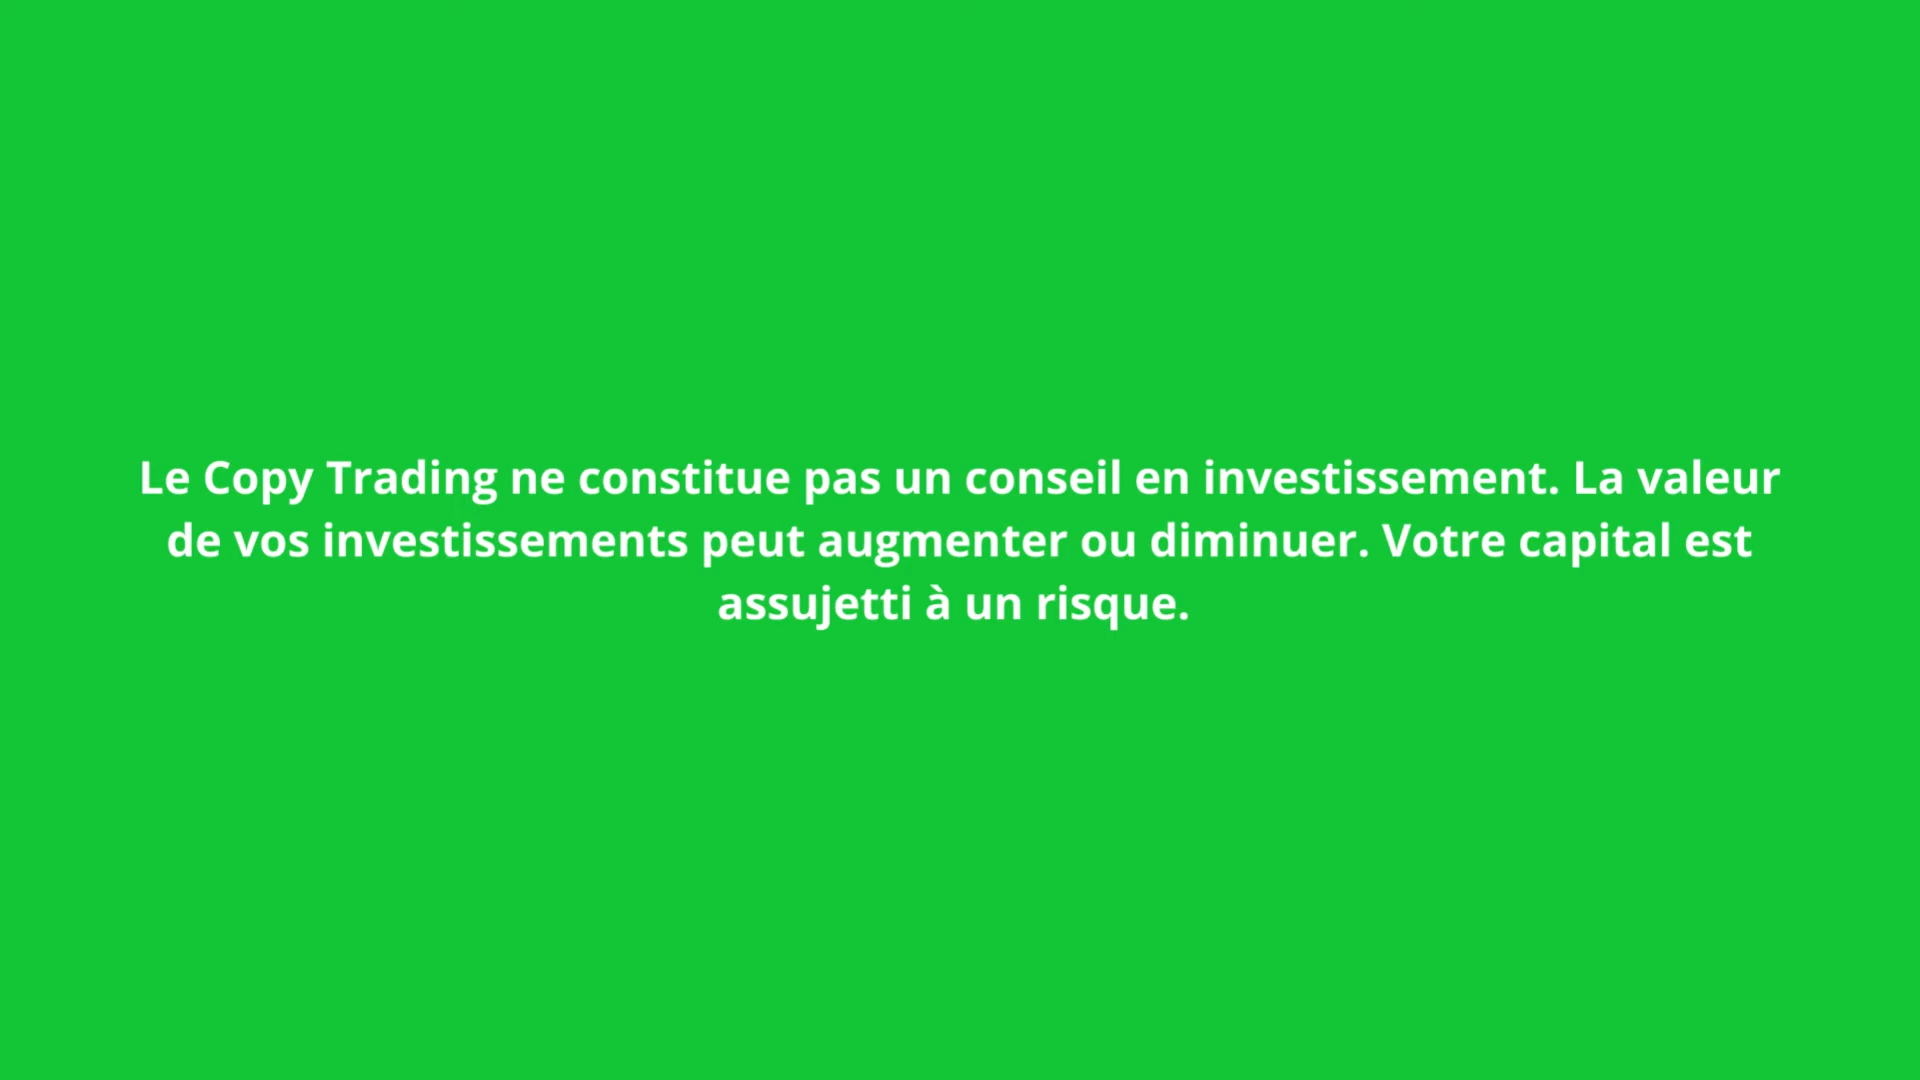 Le Copy Trading ne constitue pas un conseil en investissement. La valeur
de vos investissements peut augmenter ou diminuer. Votre capital est
assujetti à un risque.